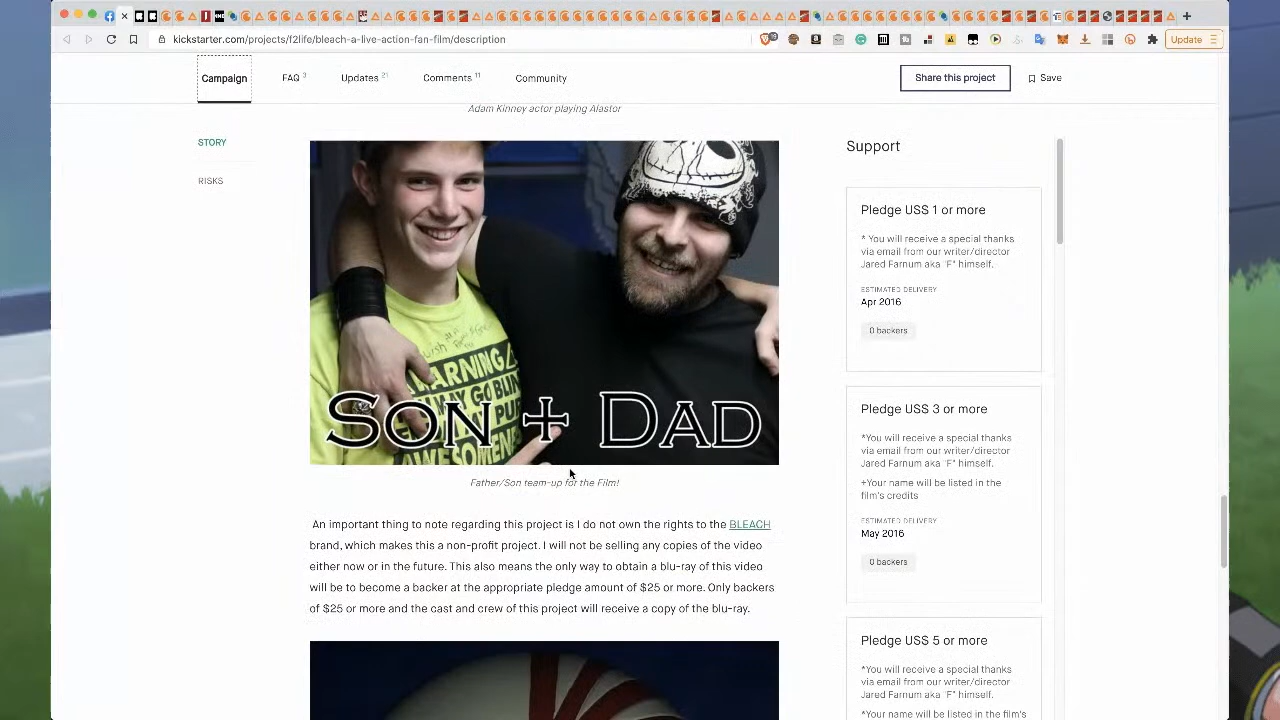 Update
kickstarter.com/projects/f2life/bleach-a-live-action-fan-film/description
Campaign
FAQ 3
Updates 21
Comments 11
Community
Share this project
Save
Adam Kinney actor playing Alastor
STORY
RISKS
WARNING
GO BLIN
MY PU
AWESOMEN
SON + DAD
Father/Son team-up for the Film!
An important thing to note regarding this project is I do not own the rights to the BLEACH
brand, which makes this a non-profit project. I will not be selling any copies of the video
either now or in the future. This also means the only way to obtain a blu-ray of this video
will be to become a backer at the appropriate pledge amount of $25 or more. Only backers
of $25 or more and the cast and crew of this project will receive a copy of the blu-ray.
Support
Pledge US$ 1 or more
* You will receive a special thanks
via email from our writer/director
Jared Farnum aka "F" himself.
ESTIMATED DELIVERY
Apr 2016
0 backers
Pledge US$ 3 or more
*You will receive a special thanks
via email from our writer/director
Jared Farnum aka "F" himself.
+Your name will be listed in the
film's credits
ESTIMATED DELIVERY
May 2016
0 backers
Pledge US$ 5 or more
*You will receive a special thanks
via email from our writer/director
Jared Farnum aka "F" himself.
*Your name will be listed in the film's